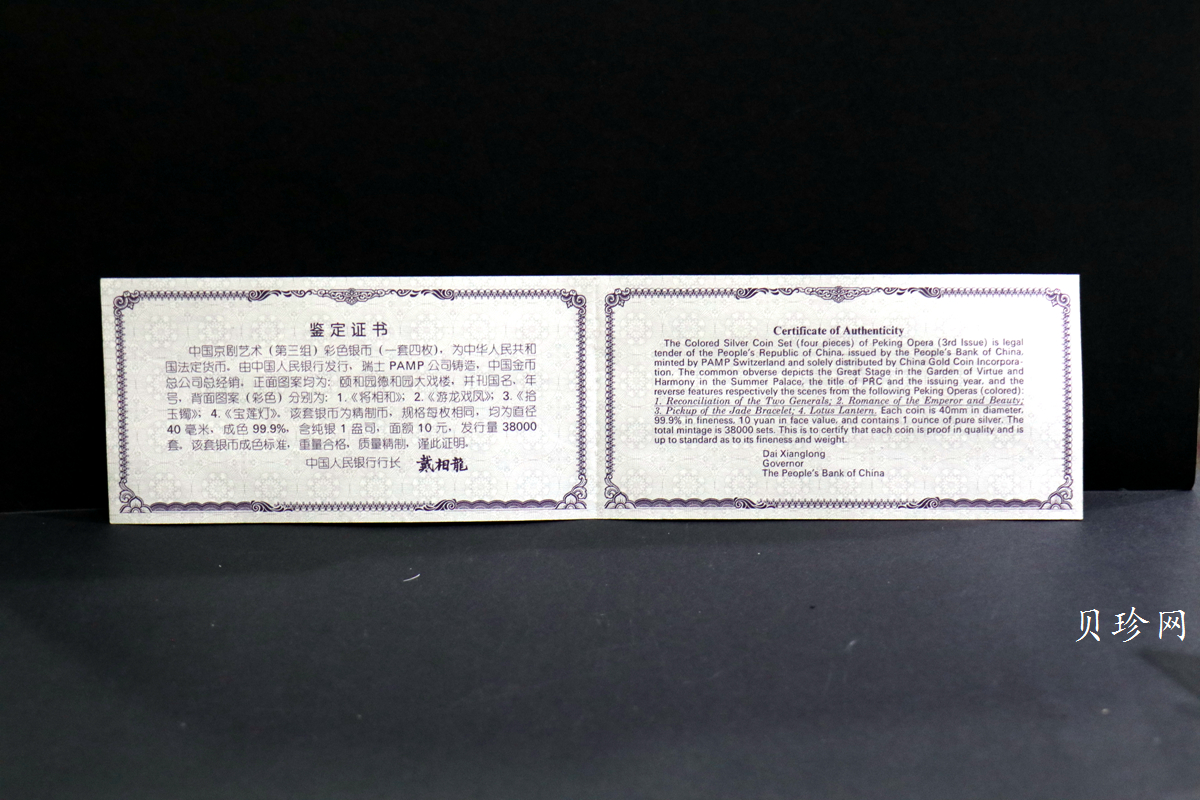 鉴定证书
中国京剧艺术（第三组）彩色银币（一套四枚），为中华人民共和
国法定货币，由中国人民银行发行，瑞士 PAMP 公司铸造，中国金币
总公司总经销，正面图案均为：颐和园德和园大戏楼，并刊国名，年
号，背面图案（彩色）分别为：1.《将相和》；2.《游龙戏凤》；3.《拾
玉镯》；4.《宝莲灯》。该套银币为精制币，规格每枚相同，均为直径
40 毫米，成色 99.9%，含纯银 1 盎司，面额 10 元，发行量 38000
套。该套银币成色标准，重量合格，质量精制，谨此证明。
中国人民银行行长 戴相龍
Certificate of Authenticity
The Colored Silver Coin Set (four pieces) of Peking Opera (3rd Issue) is legal
tender of the People's Republic of China, issued by the People's Bank of China,
minted by PAMP Switzerland and solely distributed by China Gold Coin Incorpora-
tion. The common obverse depicts the Great Stage in the Garden of Virtue and
Harmony in the Summer Palace, the title of PRC and the issuing year, and the
reverse features respectively the scenes from the following Peking Operas (colored):
1. Reconciliation of the Two Generals; 2. Romance of the Emperor and Beauty;
3. Pickup of the Jade Bracelet; 4. Lotus Lantern. Each coin is 40mm in diameter,
99.9% in fineness, 10 yuan in face value, and contains 1 ounce of pure silver. The
total mintage is 38000 sets. This is to certify that each coin is proof in quality and is
up to standard as to its fineness and weight.
Dai Xianglong
Governor
The People's Bank of China
贝珍网